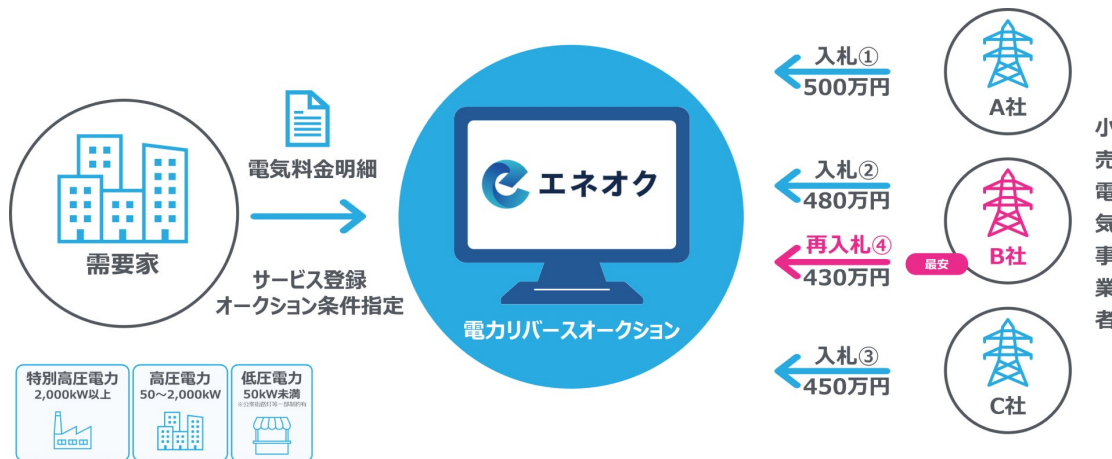 電気料金明細
需要家
サービス登録
オークション条件指定
特別高圧電力
2,000kW以上
高圧電力
50~2,000kW
低圧電力
50kW未満
エネオク
電力リバースオークション
入札①
500万円
A社
入札②
480万円
再入札④
430万円
最安
B社
入札③
450万円
C社
小
売
電
気
事
業
者